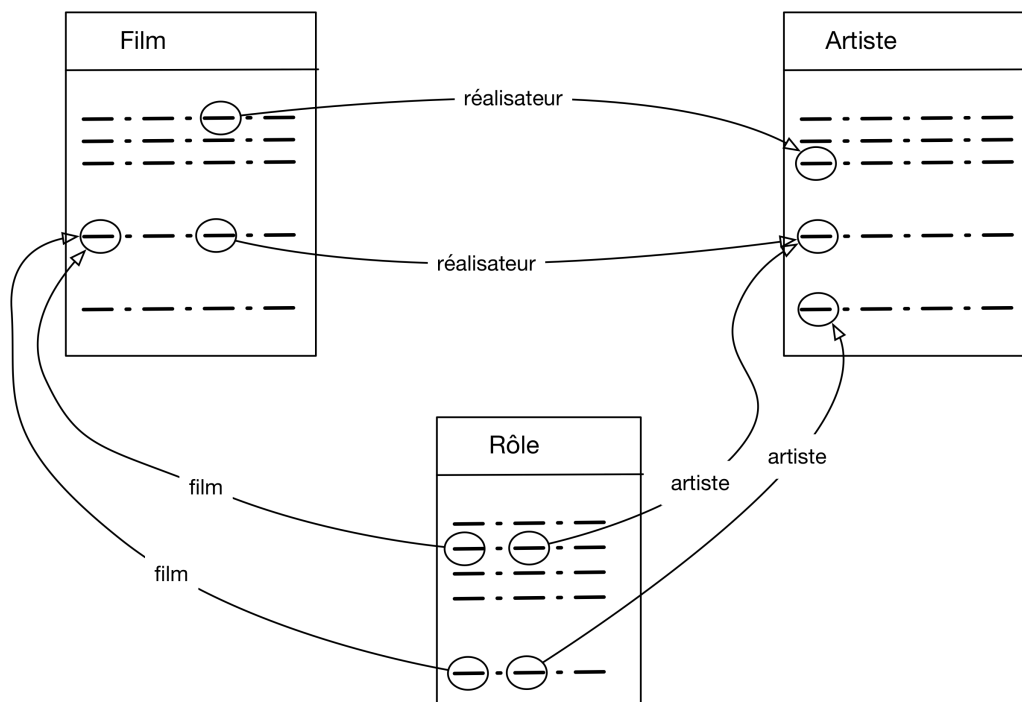 Film
Artiste
réalisateur
réalisateur
Rôle
artiste
artiste
film
film